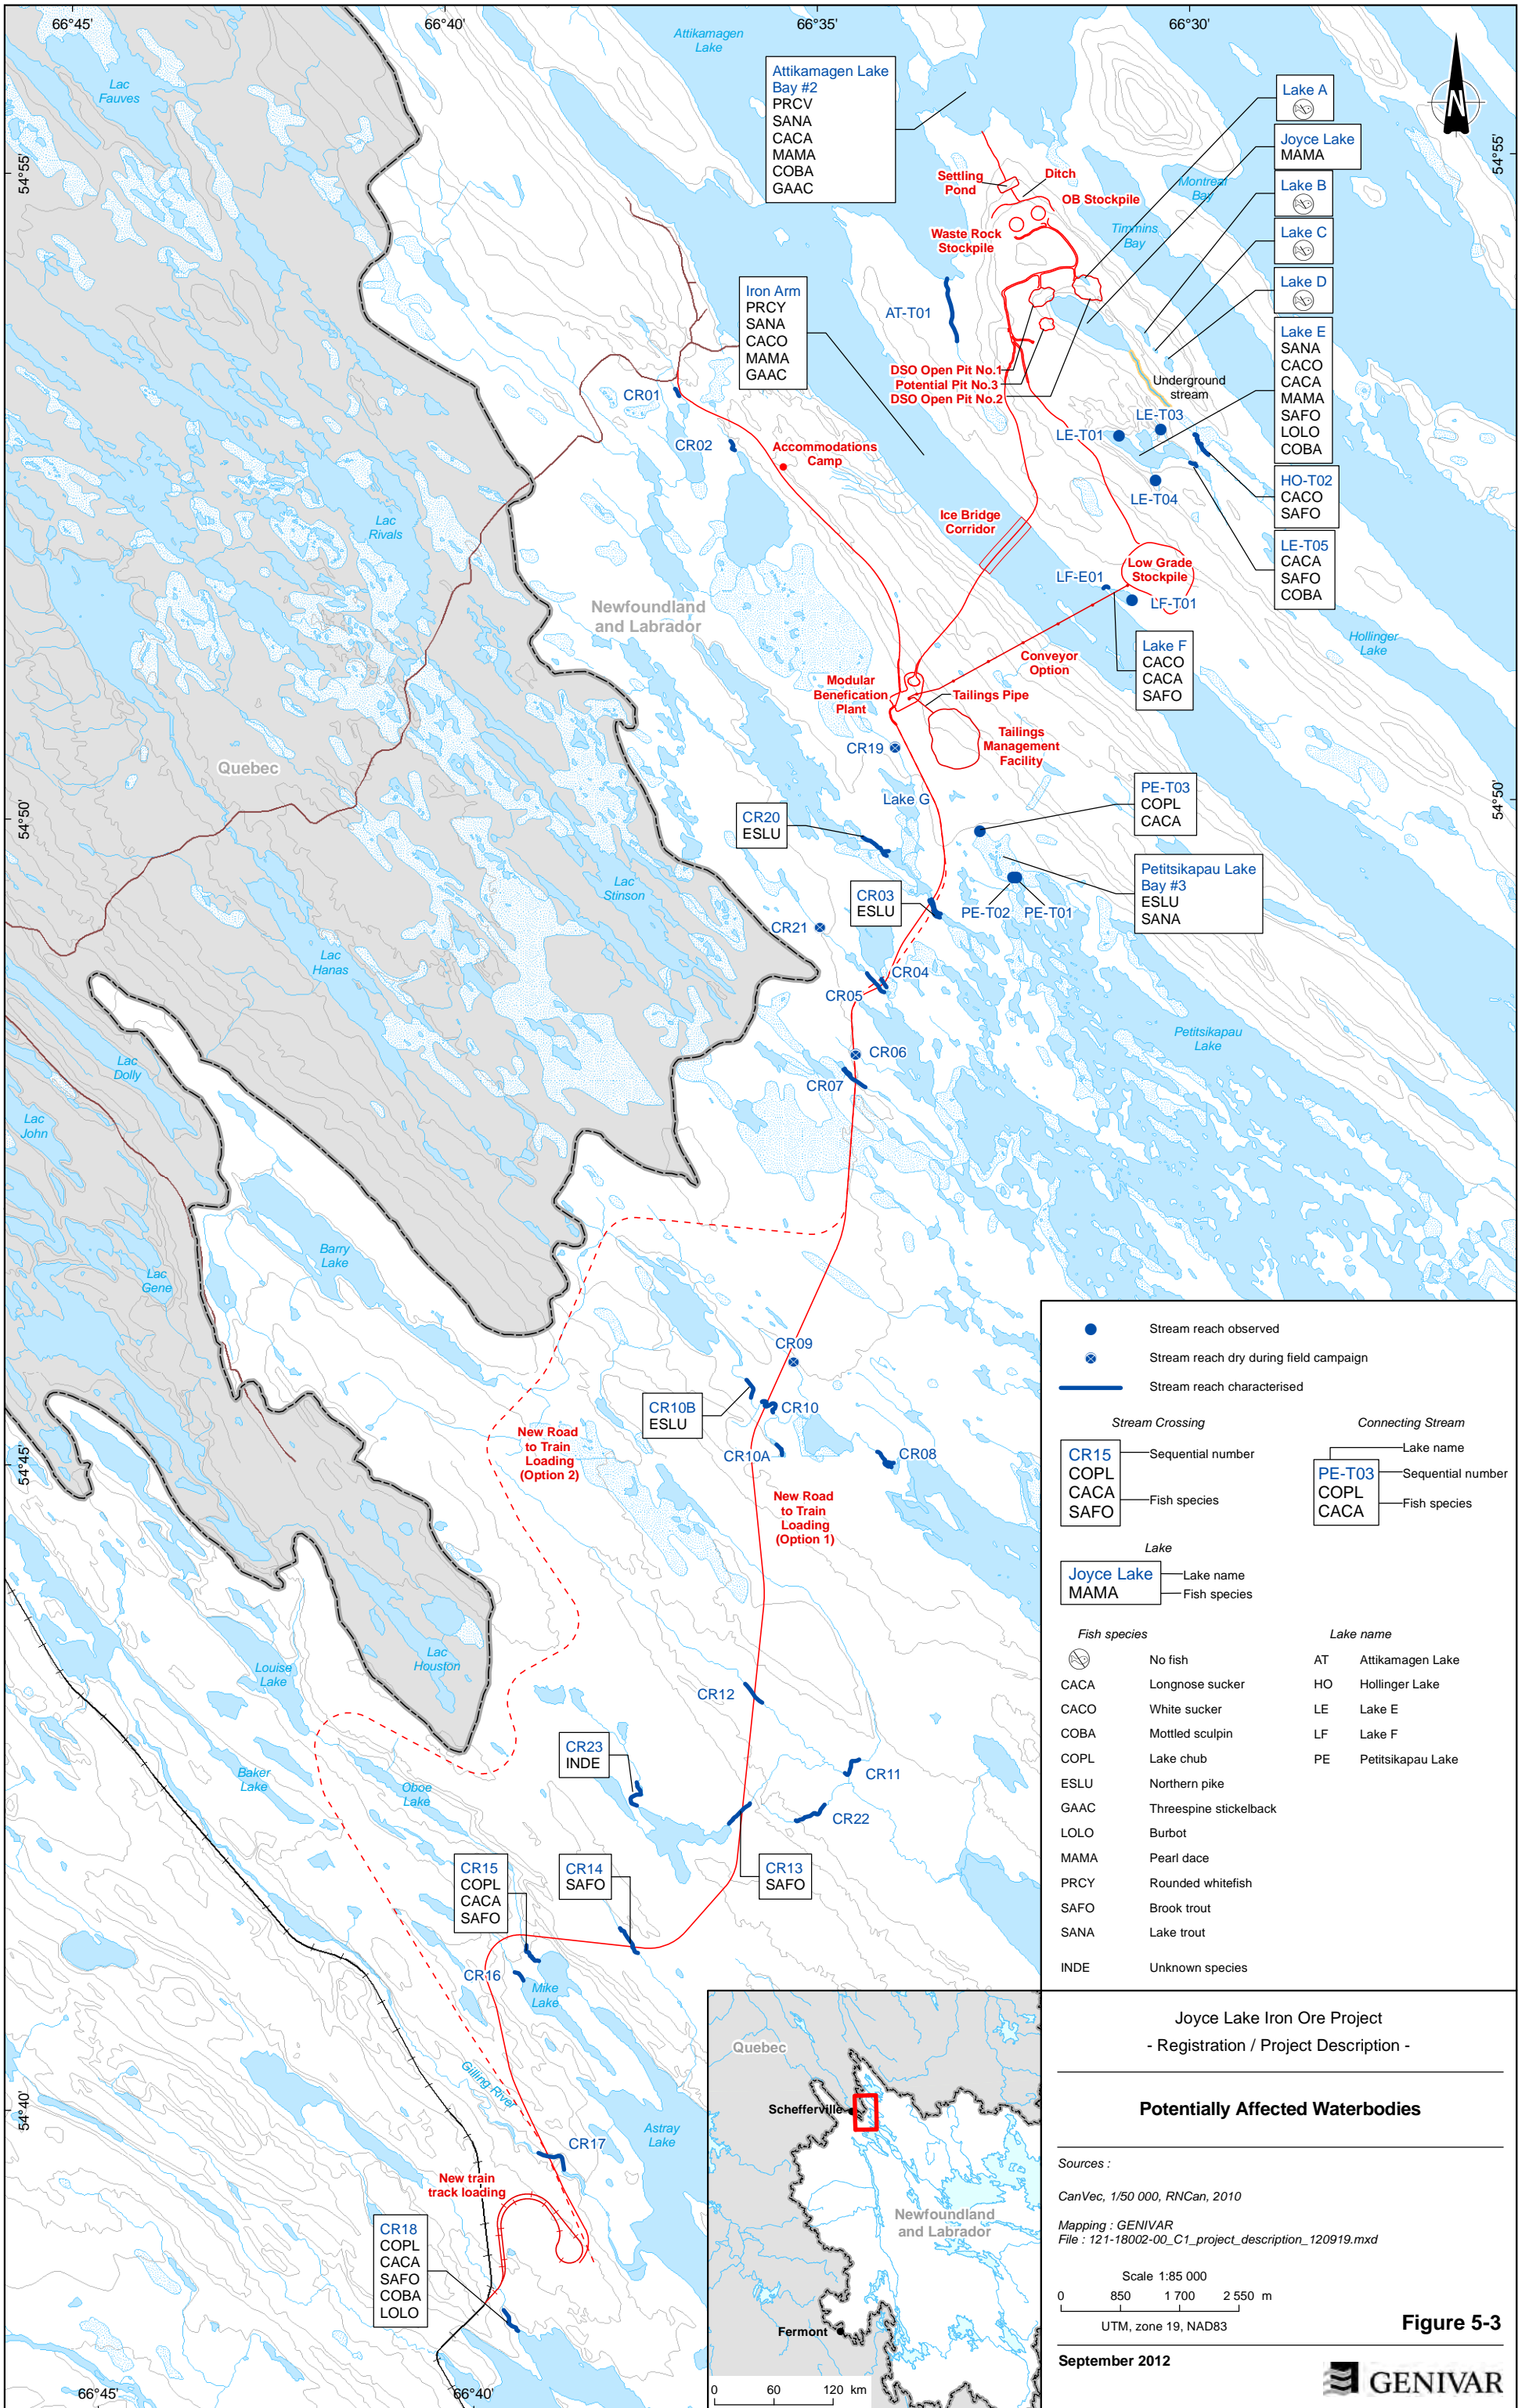 66°45'
66°40'
66°35'
66°30'
Attikamagen
Lake
Lac
Fauves
54°55'
54°55'
Attikamagen Lake
Bay #2
PRCV
SANA
CACA
MAMA
COBA
GAAC
Lake A
Joyce Lake
MAMA
Lake B
Lake C
Lake D
Lake E
SANA
CACO
CACA
MAMA
SAFO
LOLO
COBA
HO-T02
CACO
SAFO
LE-T05
CACA
SAFO
COBA
N
Settling
Pond
Ditch
OB Stockpile
Waste Rock
Stockpile
Montreal
Bay
Timmins
Bay
Iron Arm
PRCY
SANA
CACO
MAMA
GAAC
AT-T01
DSO Open Pit No.1
Potential Pit No.3
DSO Open Pit No.2
Underground
stream
LE-T03
LE-T01
LE-T04
CR01
CR02
Accommodations
Camp
Lac
Rivals
Ice Bridge
Corridor
Low Grade
Stockpile
LF-E01
LF-T01
Newfoundland
and Labrador
Hollinger
Lake
Lake F
CACO
CACA
SAFO
Conveyor
Option
Modular
Benefication
Plant
Tailings Pipe
Tailings
Management
Facility
CR19
Quebec
Lake G
54°50'
54°50'
CR20
ESLU
PE-T03
COPL
CACA
Petitsikapau Lake
Bay #3
ESLU
SANA
Lac
Stinson
CR03
ESLU
PE-T02
PE-T01
CR21
Lac
Hanas
CR04
CR05
Petitsikapau
Lake
CR06
CR07
Lac
Dolly
Lac
John
Barry
Lake
Lac
Gene
CR09
CR10B
ESLU
CR10
CR10A
CR08
54°45'
New Road
to Train
Loading
(Option 2)
New Road
to Train
Loading
(Option 1)
Louise
Lake
Lac
Houston
CR12
CR23
INDE
CR11
CR22
Baker
Lake
Oboe
Lake
CR15
COPL
CACA
SAFO
CR14
SAFO
CR13
SAFO
CR16
Mike
Lake
Gilling River
54°40'
Astray
Lake
CR17
New train
track loading
CR18
COPL
CACA
SAFO
COBA
LOLO
66°45'
66°40'
Stream reach observed
Stream reach dry during field campaign
Stream reach characterised
Stream Crossing
CR15
COPL
CACA
SAFO
Sequential number
Fish species
Connecting Stream
Lake name
PE-T03
COPL
CACA
Sequential number
Fish species
Lake
Joyce Lake
MAMA
Lake name
Fish species
Fish species
No fish
CACA Longnose sucker
CACO White sucker
COBA Mottled sculpin
COPL Lake chub
ESLU Northern pike
GAAC Threespine stickelback
LOLO Burbot
MAMA Pearl dace
PRCY Rounded whitefish
SAFO Brook trout
SANA Lake trout
INDE Unknown species
Lake name
AT Attikamagen Lake
HO Hollinger Lake
LE Lake E
LF Lake F
PE Petitsikapau Lake
Quebec
Schefferville
Newfoundland
and Labrador
Fermont
0 60 120 km
Joyce Lake Iron Ore Project
- Registration / Project Description -
Potentially Affected Waterbodies
Sources :
CanVec, 1/50 000, RNCan, 2010
Mapping : GENIVAR
File : 121-18002-00_C1_project_description_120919.mxd
Scale 1:85 000
0 850 1 700 2 550 m
UTM, zone 19, NAD83
Figure 5-3
September 2012
GENIVAR